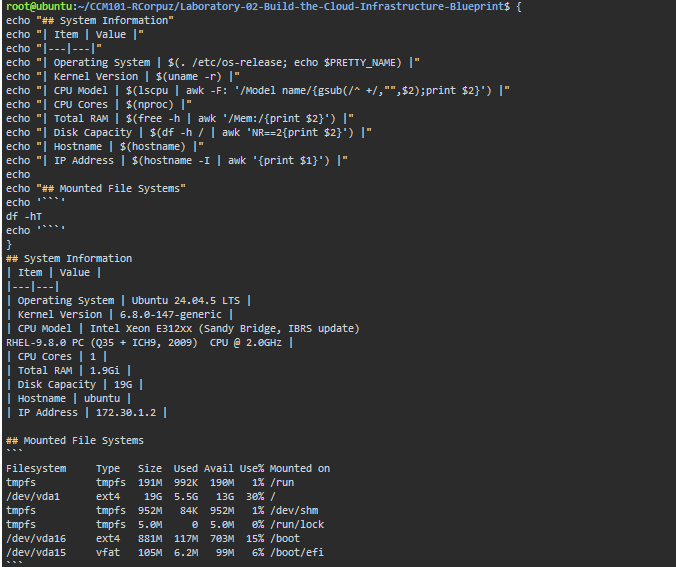 root@ubuntu:~/CCM101-RCorpuz/Laboratory-02-Build-the-Cloud-Infrastructure-Blueprint$ {
echo "## System Information"
echo "| Item | Value |"
echo "|---|---|"
echo "| Operating System | $(. /etc/os-release; echo $PRETTY_NAME) |"
echo "| Kernel Version | $(uname -r) |"
echo "| CPU Model | $(lscpu | awk -F: '/Model name/{gsub(/^ +/,"",$2);print $2}') |"
echo "| CPU Cores | $(nproc) |"
echo "| Total RAM | $(free -h | awk '/Mem:/{print $2}') |"
echo "| Disk Capacity | $(df -h / | awk 'NR==2{print $2}') |"
echo "| Hostname | $(hostname) |"
echo "| IP Address | $(hostname -I | awk '{print $1}') |"
echo
echo "## Mounted File Systems"
echo '```'
df -hT
echo '```'
}
## System Information
| Item | Value |
|---|---|
| Operating System | Ubuntu 24.04.5 LTS |
| Kernel Version | 6.8.0-147-generic |
| CPU Model | Intel Xeon E312xx (Sandy Bridge, IBRS update)
RHEL-9.8.0 PC (Q35 + ICH9, 2009)  CPU @ 2.0GHz |
| CPU Cores | 1 |
| Total RAM | 1.9Gi |
| Disk Capacity | 19G |
| Hostname | ubuntu |
| IP Address | 172.30.1.2 |

## Mounted File Systems
```
Filesystem     Type   Size  Used Avail Use% Mounted on
tmpfs          tmpfs  191M  992K  190M   1% /run
/dev/vda1      ext4    19G  5.5G   13G  30% /
tmpfs          tmpfs  952M   84K  952M   1% /dev/shm
tmpfs          tmpfs  5.0M     0  5.0M   0% /run/lock
/dev/vda16     ext4   881M  117M  703M  15% /boot
/dev/vda15     vfat   105M  6.2M   99M   6% /boot/efi
```